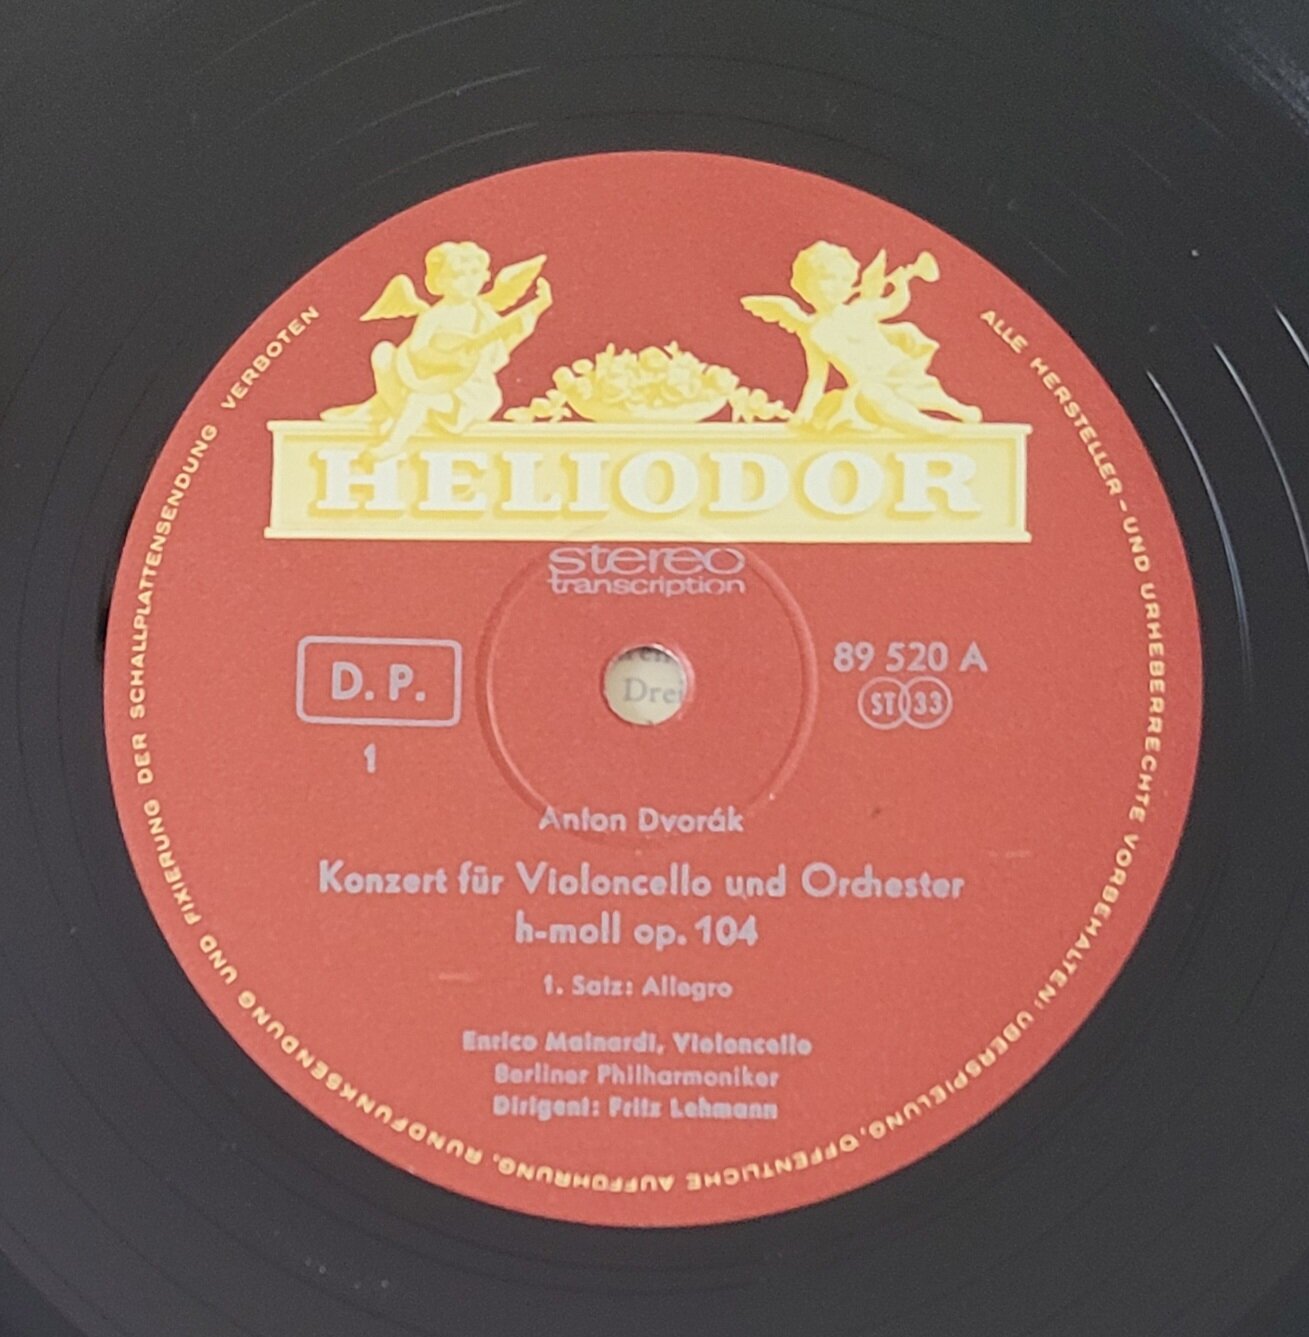 HELIODOR
stereo
transcription
D. P.
1
89 520 A
ST 33
Drei
Anton Dvorák
Konzert für Violoncello und Orchester
h-moll op. 104
1. Satz: Allegro
Enrico Mainardi, Violoncello
Berliner Philharmoniker
Dirigent: Fritz Lehmann
ALLE HERSTELLER- UND URHEBERRECHTE VORBEHALTEN; ÜBERSPIELUNG, ÖFFENTLICHE AUFFÜHRUNG, RUNDFUNKSENDUNG UND FIXIERUNG DER SCHALLPLATTENSENDUNG VERBOTEN